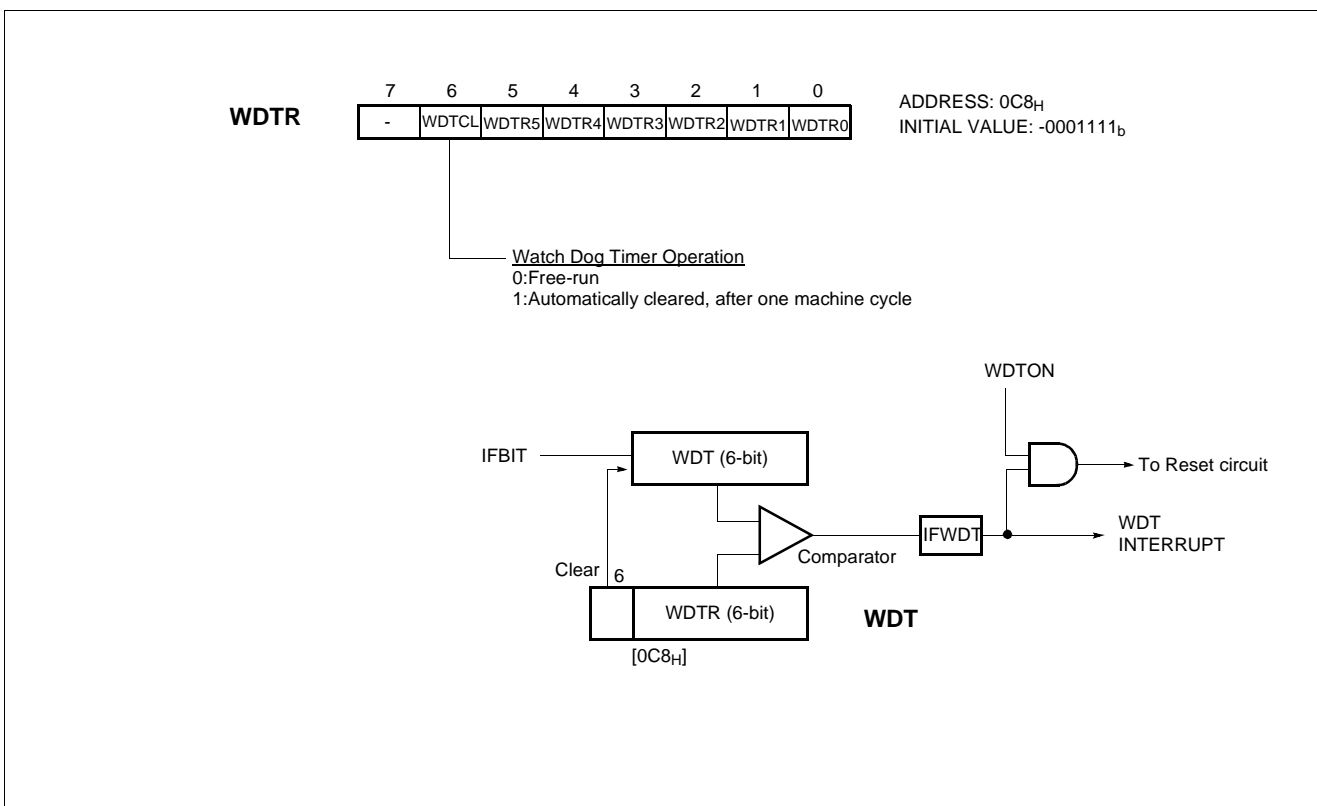 7 6 5 4 3 2 1 0
WDTR - WDTCL WDTR5 WDTR4 WDTR3 WDTR2 WDTR1 WDTR0
ADDRESS: 0C8H
INITIAL VALUE: -0001111b
Watch Dog Timer Operation
0:Free-run
1:Automatically cleared, after one machine cycle
WDTON
IFBIT
WDT (6-bit)
To Reset circuit
IFWDT
WDT
INTERRUPT
Comparator
Clear
6
WDTR (6-bit)
WDT
[0C8H]